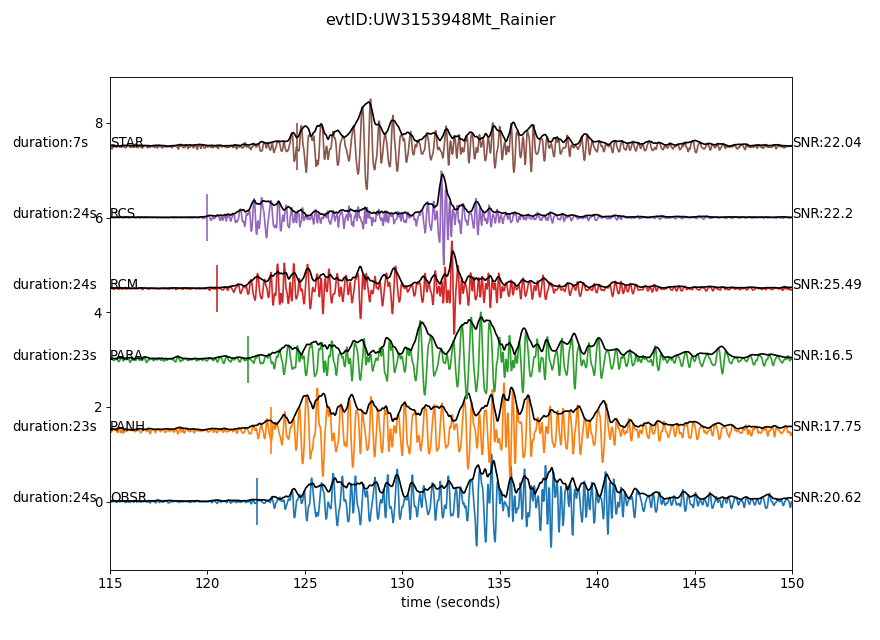 evtID:UW3153948Mt_Rainier
8
duration:7s STAR SNR:22.04
duration:24s RCS SNR:22.2
6
duration:24s RCM SNR:25.49
4
duration:23s PARA SNR:16.5
2
duration:23s PANH SNR:17.75
duration:24s OBSR SNR:20.62
0
115 120 125 130 135 140 145 150
time (seconds)